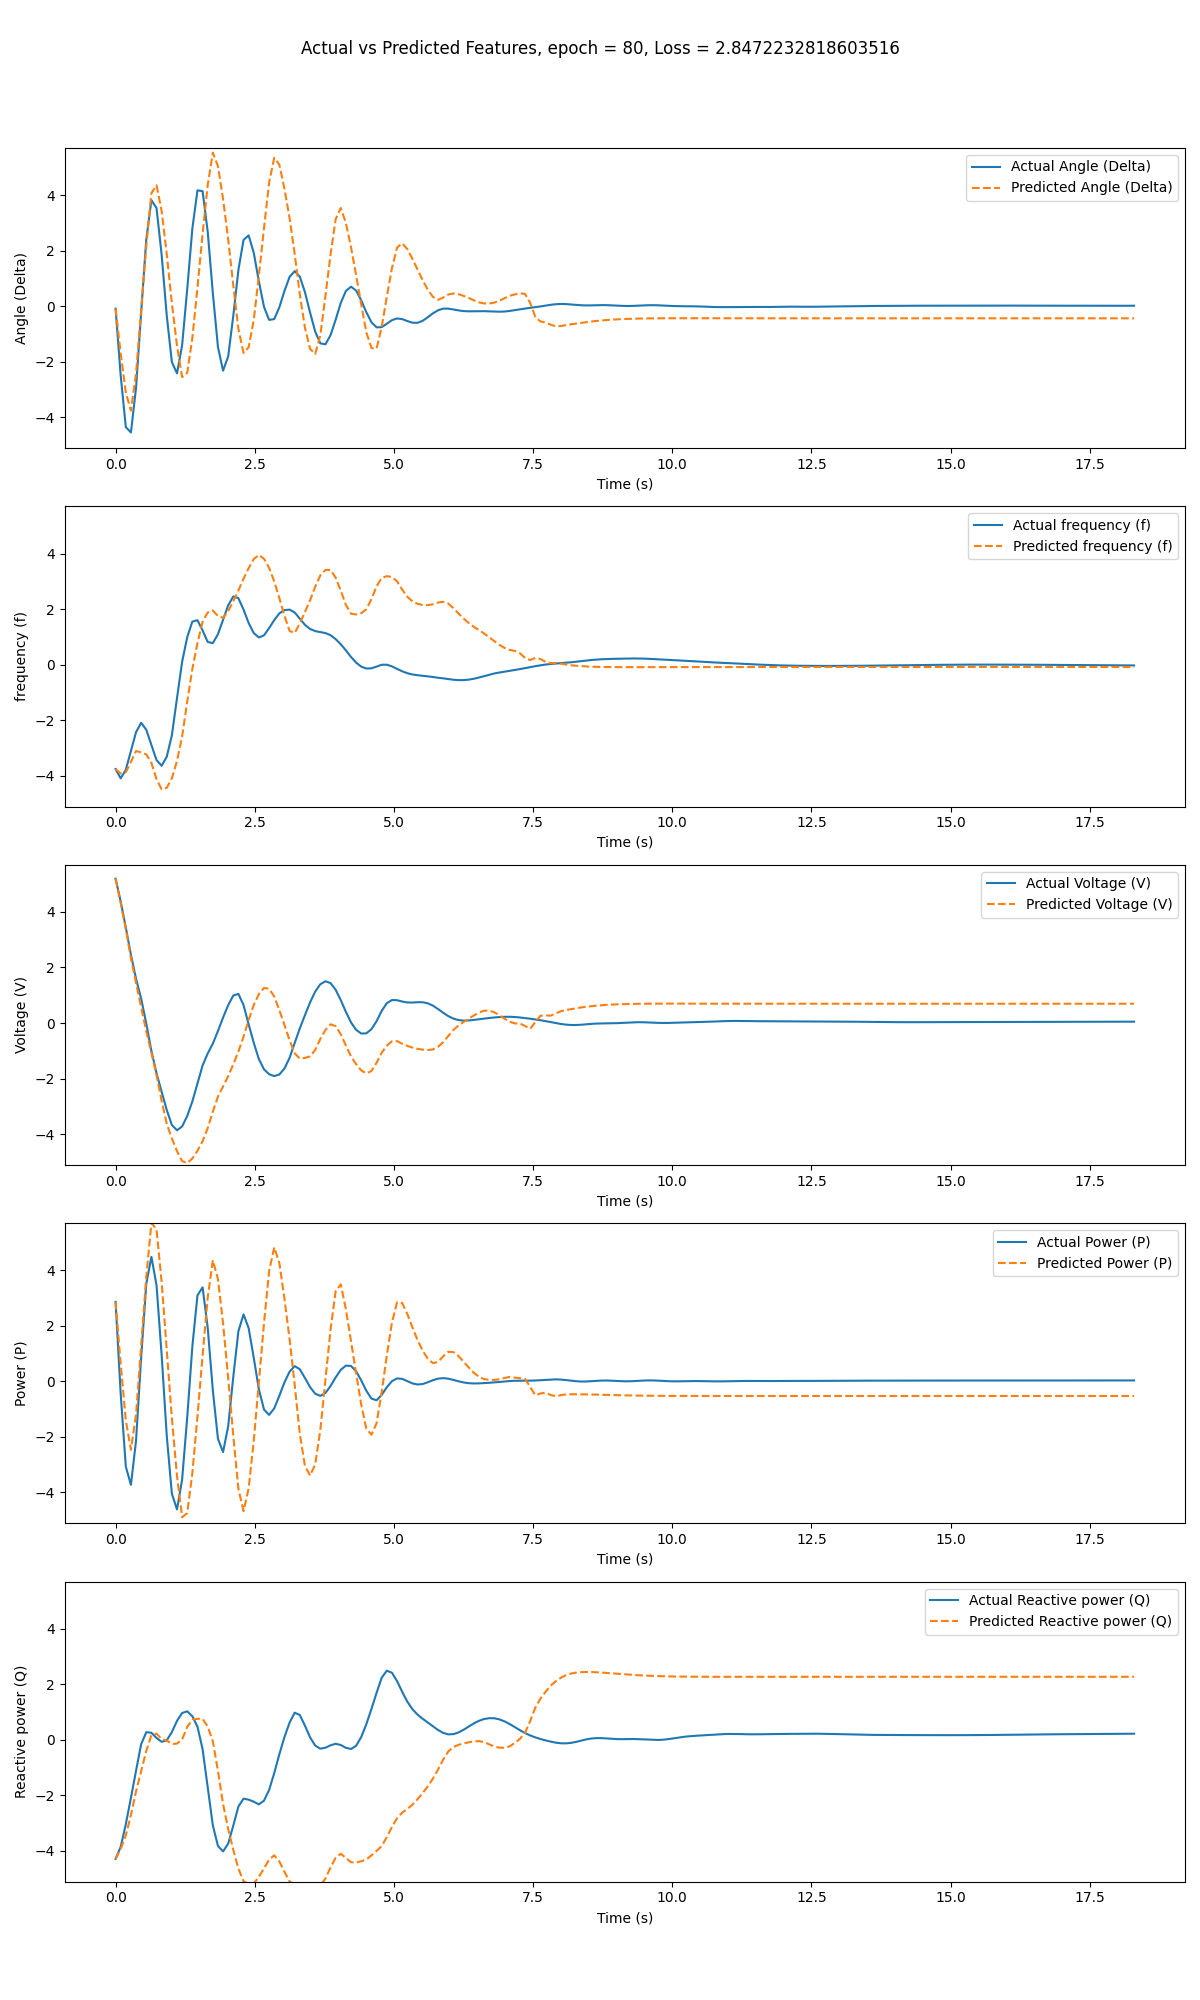 Actual vs Predicted Features, epoch = 80, Loss = 2.8472232818603516
Actual Angle (Delta)
Predicted Angle (Delta)
Angle (Delta)
4
2
0
−2
−4
0.0 2.5 5.0 7.5 10.0 12.5 15.0 17.5
Time (s)
Actual frequency (f)
Predicted frequency (f)
frequency (f)
4
2
0
−2
−4
0.0 2.5 5.0 7.5 10.0 12.5 15.0 17.5
Time (s)
Actual Voltage (V)
Predicted Voltage (V)
Voltage (V)
4
2
0
−2
−4
0.0 2.5 5.0 7.5 10.0 12.5 15.0 17.5
Time (s)
Actual Power (P)
Predicted Power (P)
Power (P)
4
2
0
−2
−4
0.0 2.5 5.0 7.5 10.0 12.5 15.0 17.5
Time (s)
Actual Reactive power (Q)
Predicted Reactive power (Q)
Reactive power (Q)
4
2
0
−2
−4
0.0 2.5 5.0 7.5 10.0 12.5 15.0 17.5
Time (s)